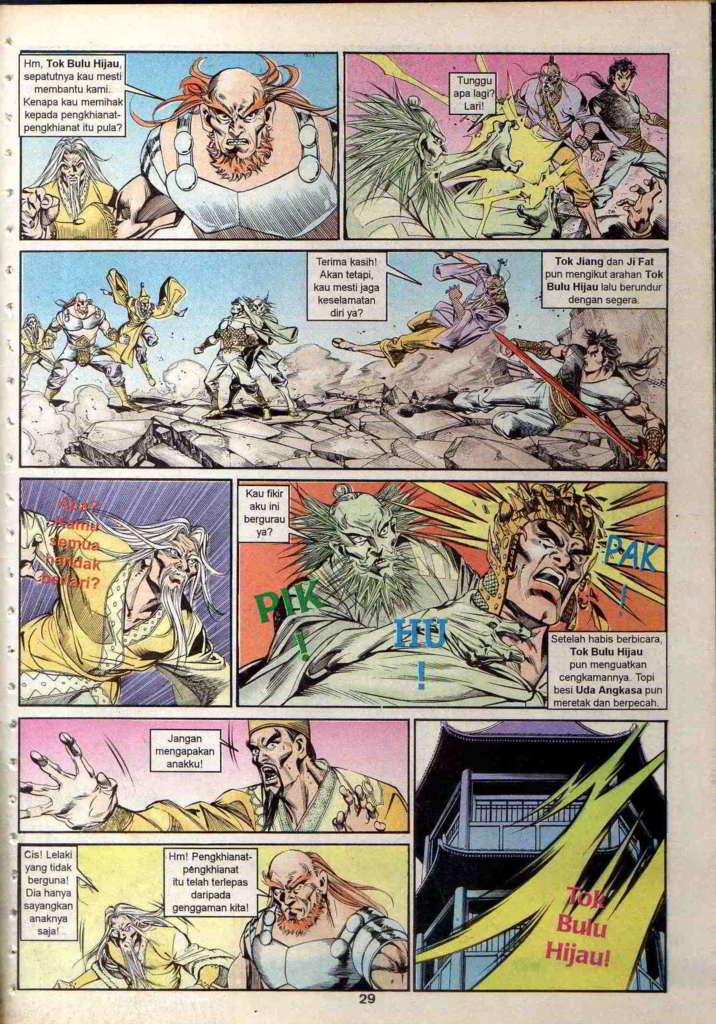 Hm, Tok Bulu Hijau,
sepatutnya kau mesti
membantu kami.
Kenapa kau memihak
kepada pengkhianat-
pengkhianat itu pula?
Tunggu
apa lagi?
Lari!
Terima kasih!
Akan tetapi,
kau mesti jaga
keselamatan
diri ya?
Tok Jiang dan Ji Fat
pun mengikut arahan Tok
Bulu Hijau lalu berundur
dengan segera.
Apa?
Kamu
semua
hendak
berlari?
Kau fikir
aku ini
bergurau
ya?
PIK
!
HU
!
PAK
!
Setelah habis berbicara,
Tok Bulu Hijau
pun menguatkan
cengkamannya. Topi
besi Uda Angkasa pun
meretak dan berpecah.
Jangan
mengapakan
anakku!
Cis! Lelaki
yang tidak
berguna!
Dia hanya
sayangkan
anaknya
saja!
Hm! Pengkhianat-
pengkhianat
itu telah terlepas
daripada
genggaman kita!
Tok
Bulu
Hijau!
29